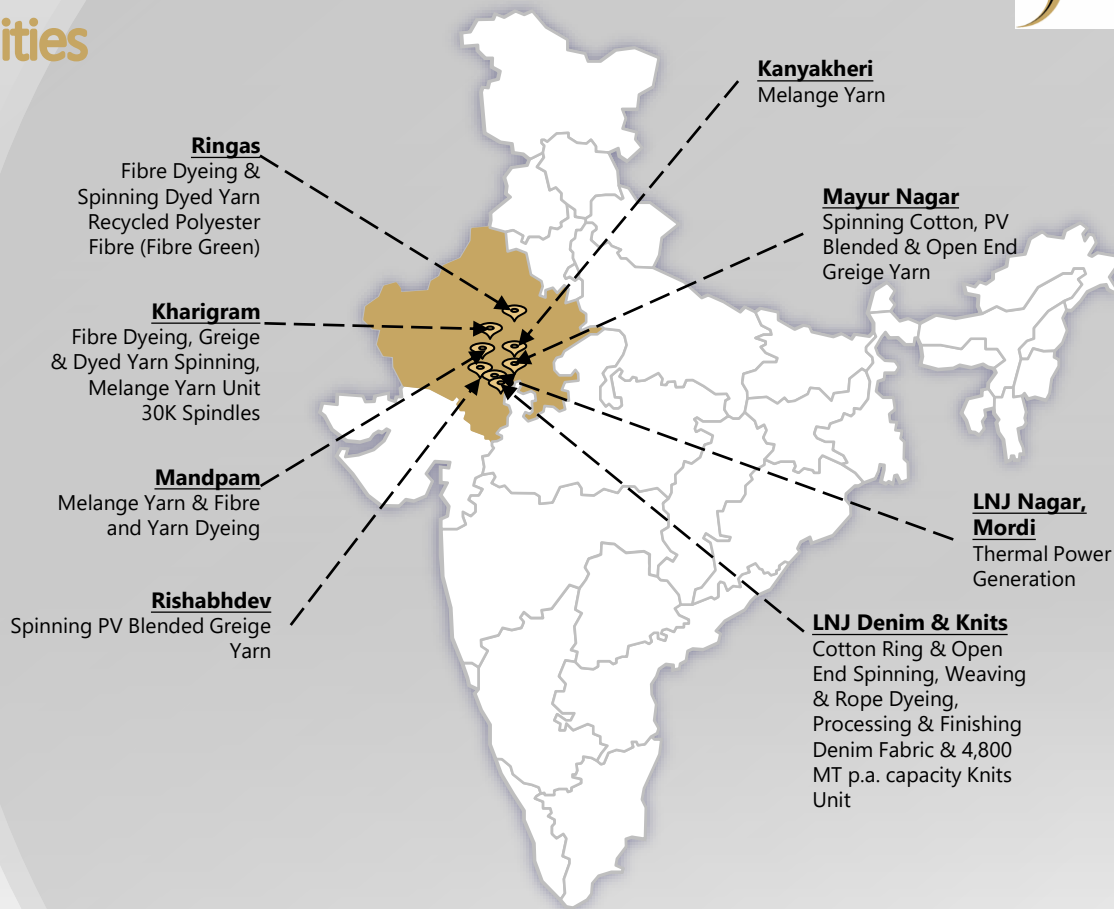 ities
Kanyakheri
Melange Yarn
Ringas
Fibre Dyeing &
Spinning Dyed Yarn
Recycled Polyester
Fibre (Fibre Green)
Mayur Nagar
Spinning Cotton, PV
Blended & Open End
Greige Yarn
Kharigram
Fibre Dyeing, Greige
& Dyed Yarn Spinning,
Melange Yarn Unit
30K Spindles
Mandpam
Melange Yarn & Fibre
and Yarn Dyeing
LNJ Nagar,
Mordi
Thermal Power
Generation
Rishabhdev
Spinning PV Blended Greige
Yarn
LNJ Denim & Knits
Cotton Ring & Open
End Spinning, Weaving
& Rope Dyeing,
Processing & Finishing
Denim Fabric & 4,800
MT p.a. capacity Knits
Unit